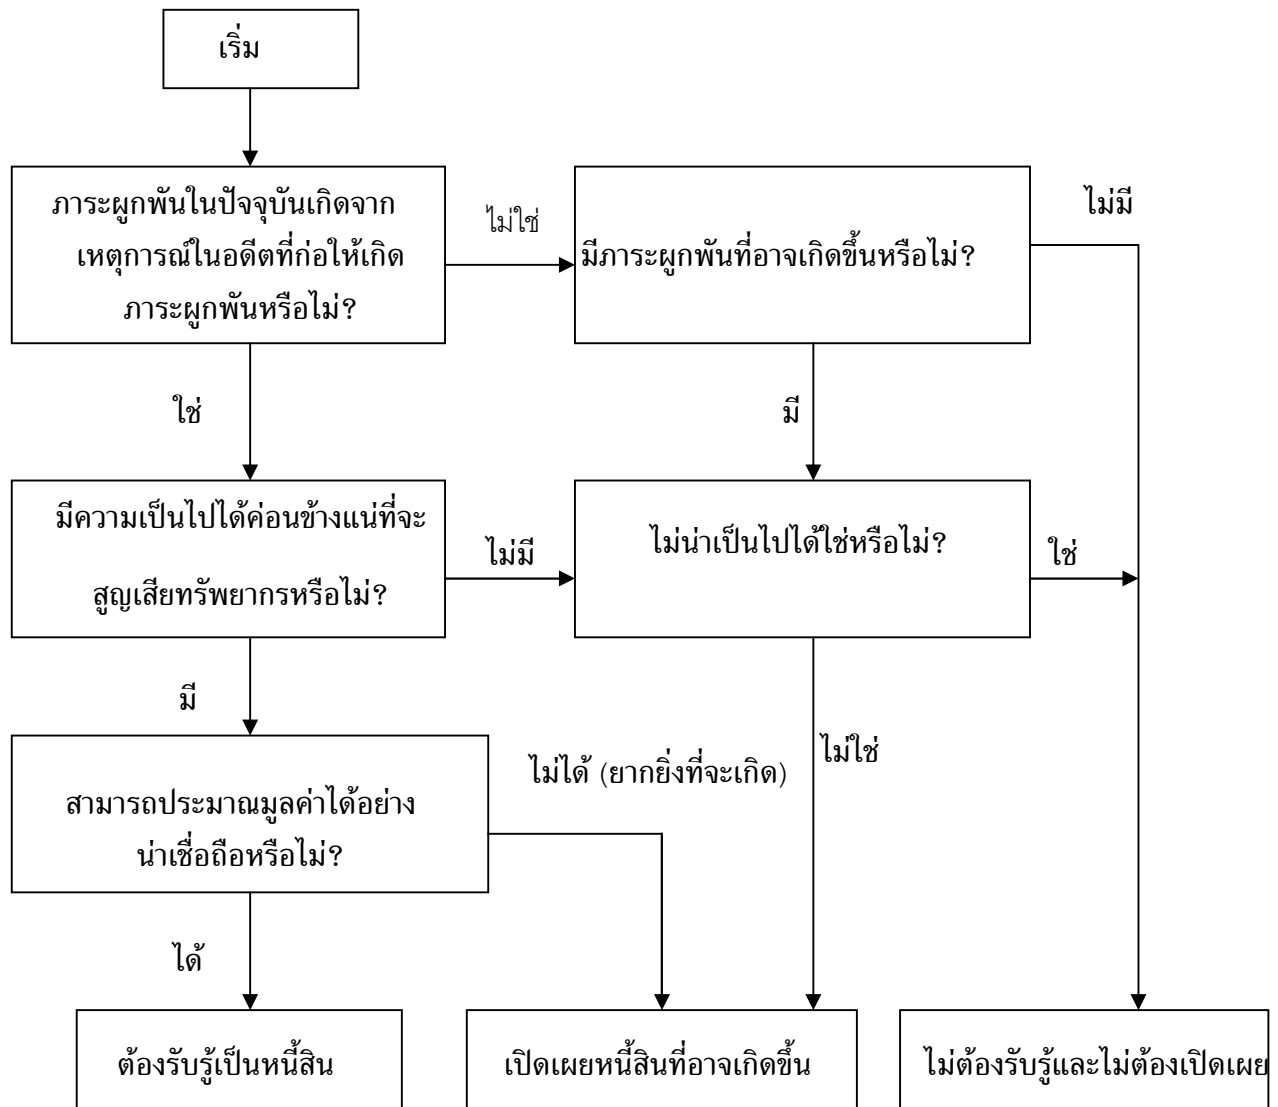 เริ่ม
ภาระผูกพันในปัจจุบันเกิดจาก
เหตุการณ์ในอดีตที่ก่อให้เกิด
ภาระผูกพันหรือไม่?
ไม่ใช่
มีภาระผูกพันที่อาจเกิดขึ้นหรือไม่?
ไม่มี
ใช่
มี
มีความเป็นไปได้ค่อนข้างแน่ที่จะ
สูญเสียทรัพยากรหรือไม่?
ไม่มี
ไม่น่าเป็นไปได้ใช่หรือไม่?
ใช่
มี
ไม่ใช่
สามารถประมาณมูลค่าได้อย่าง
น่าเชื่อถือหรือไม่?
ไม่ได้ (ยากยิ่งที่จะเกิด)
ได้
ต้องรับรู้เป็นหนี้สิน
เปิดเผยหนี้สินที่อาจเกิดขึ้น
ไม่ต้องรับรู้และไม่ต้องเปิดเผย